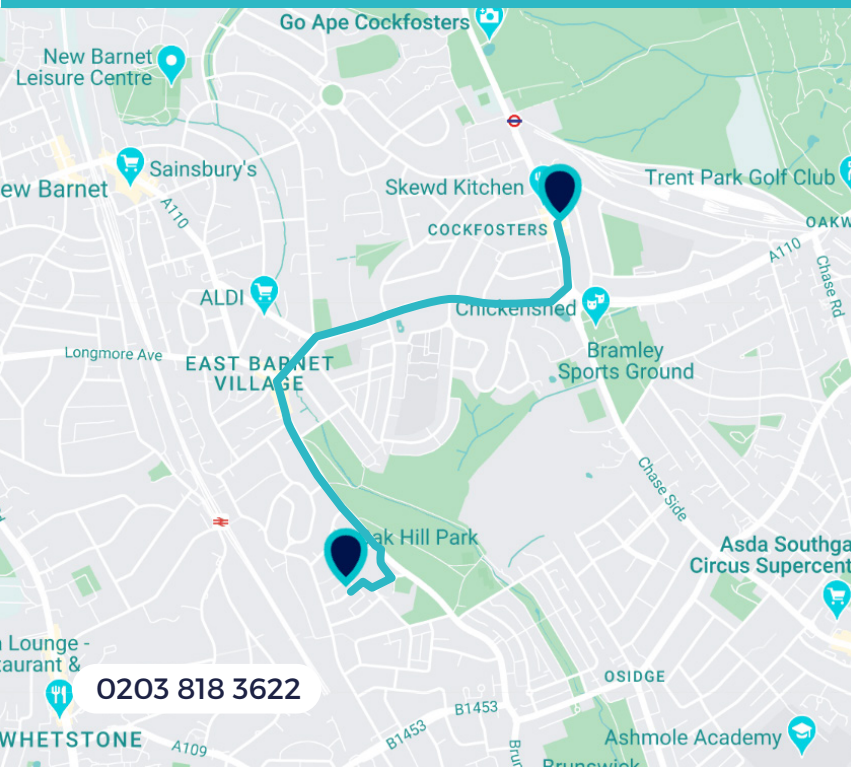 Go Ape Cockfosters
New Barnet
Leisure Centre
Sainsbury's
ew Barnet
A110
Skewd Kitchen
Trent Park Golf Club
COCKFOSTERS
OAKW
A110
Chase Rd
ALDI
Chickenshed
Longmore Ave
EAST BARNET
VILLAGE
Bramley
Sports Ground
Chase Side
ak Hill Park
Asda Southga
Circus Supercent
Lounge -
taurant &
0203 818 3622
OSIDGE
B1453
B1453
WHETSTONE
A109
Ashmole Academy
Brun
Brunswick